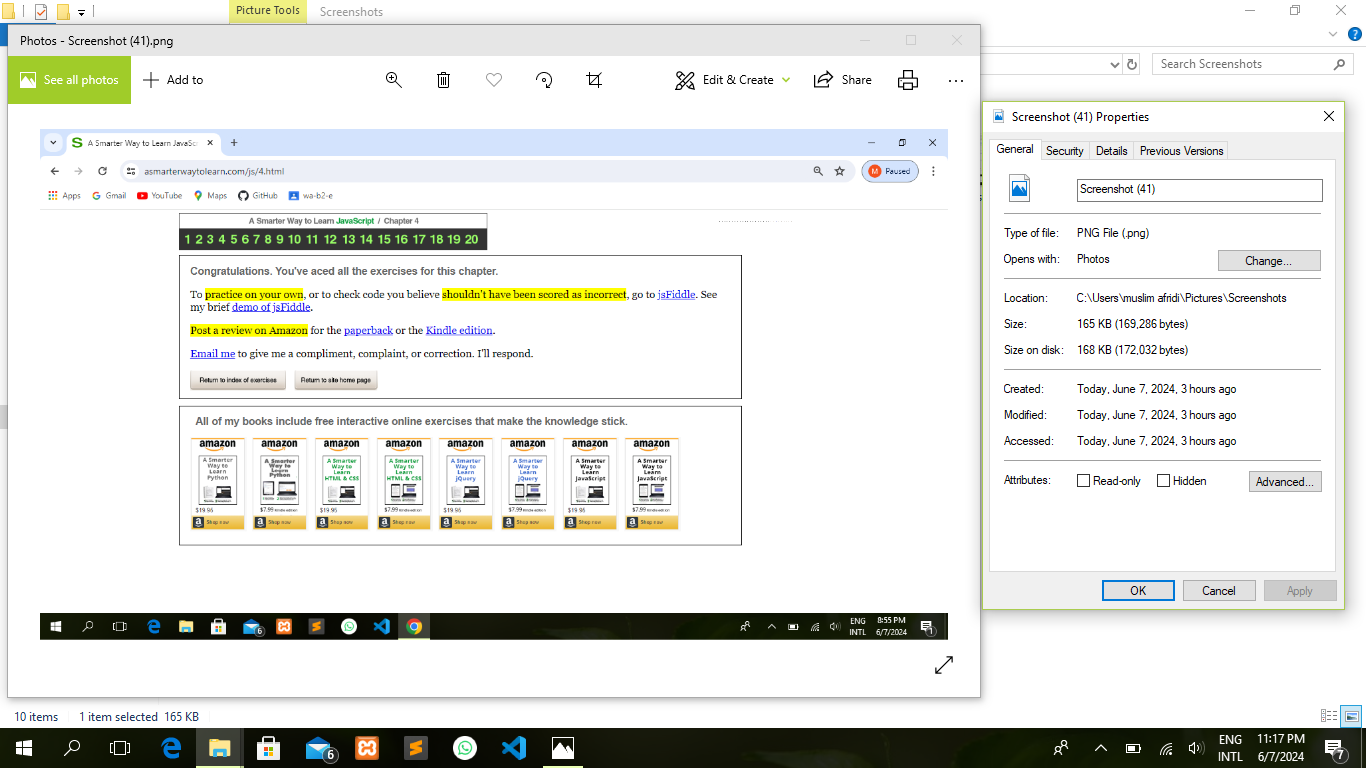 Picture Tools
Screenshots
Photos - Screenshot (41).png
See all photos
Add to
Edit & Create
Share
Search Screenshots
A Smarter Way to Learn JavaSc
asmarterwaytolearn.com/js/4.html
M Paused
Apps Gmail YouTube Maps GitHub wa-b2-e
A Smarter Way to Learn JavaScript / Chapter 4
1 2 3 4 5 6 7 8 9 10 11 12 13 14 15 16 17 18 19 20
Congratulations. You've aced all the exercises for this chapter.
To practice on your own, or to check code you believe shouldn't have been scored as incorrect, go to jsFiddle. See
my brief demo of jsFiddle.
Post a review on Amazon for the paperback or the Kindle edition.
Email me to give me a compliment, complaint, or correction. I'll respond.
Return to index of exercises
Return to site home page
All of my books include free interactive online exercises that make the knowledge stick.
amazon
A Smarter
Way to
Learn
Python
$19.95
a Shop now
amazon
A Smarter
Way to
Learn
Python
$7.99 Kindle edition
a Shop now
amazon
A Smarter
Way to
Learn
HTML & CSS
$19.95
a Shop now
amazon
A Smarter
Way to
Learn
HTML & CSS
$7.99 Kindle edition
a Shop now
amazon
A Smarter
Way to
Learn
jQuery
$19.95
a Shop now
amazon
A Smarter
Way to
Learn
jQuery
$7.99 Kindle edition
a Shop now
amazon
A Smarter
Way to
Learn
JavaScript
$19.95
a Shop now
amazon
A Smarter
Way to
Learn
JavaScript
$7.99 Kindle edition
a Shop now
6
ENG
INTL
8:55 PM
6/7/2024
1
Screenshot (41) Properties
General Security Details Previous Versions
Screenshot (41)
Type of file: PNG File (.png)
Opens with: Photos Change...
Location: C:\Users\muslim afridi\Pictures\Screenshots
Size: 165 KB (169,286 bytes)
Size on disk: 168 KB (172,032 bytes)
Created: Today, June 7, 2024, 3 hours ago
Modified: Today, June 7, 2024, 3 hours ago
Accessed: Today, June 7, 2024, 3 hours ago
Attributes: Read-only Hidden Advanced...
OK Cancel Apply
10 items 1 item selected 165 KB
6
ENG
INTL
11:17 PM
6/7/2024
7